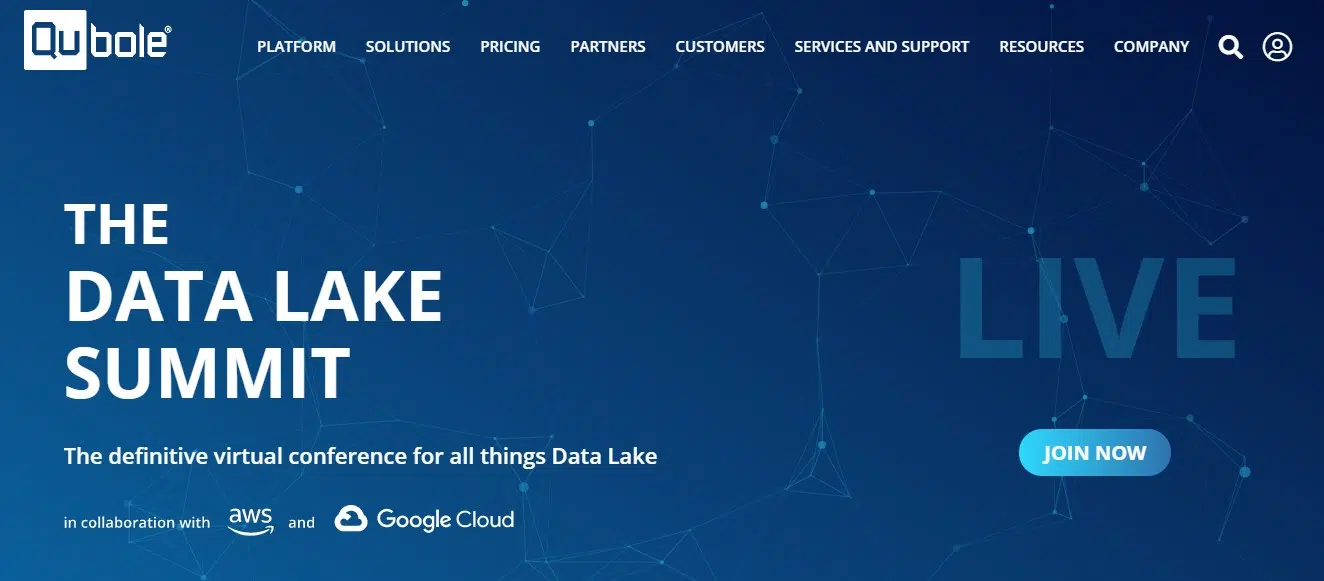 Qubole®
PLATFORM SOLUTIONS PRICING PARTNERS CUSTOMERS SERVICES AND SUPPORT RESOURCES COMPANY
THE
DATA LAKE
SUMMIT
The definitive virtual conference for all things Data Lake
in collaboration with aws and Google Cloud
LIVE
JOIN NOW